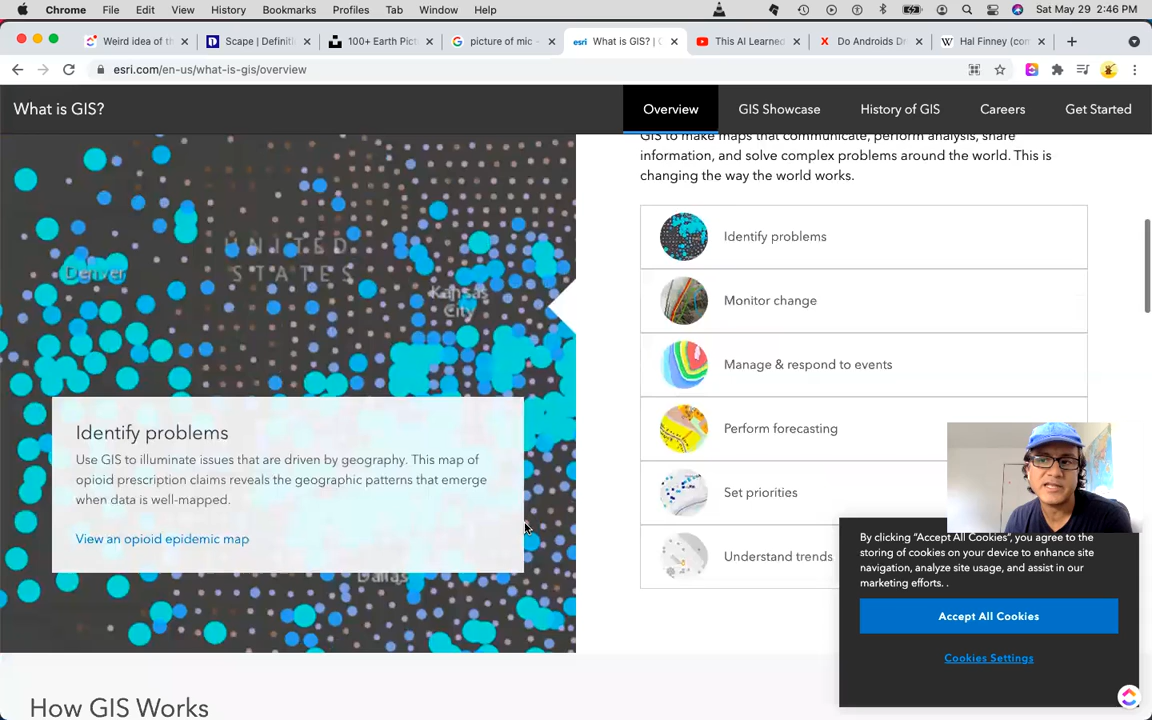 Chrome File Edit View History Bookmarks Profiles Tab Window Help Sat May 29 2:46 PM
Weird idea of th Scape | Definiti 100+ Earth Pict picture of mic - esri What is GIS? | G This AI Learned X Do Androids Dr W Hal Finney (com
esri.com/en-us/what-is-gis/overview
What is GIS? Overview GIS Showcase History of GIS Careers Get Started
GIS to make maps that communicate, perform analysis, share
information, and solve complex problems around the world. This is
changing the way the world works.
Identify problems
Monitor change
Manage & respond to events
Perform forecasting
Set priorities
Understand trends
UNITED
STATES
Denver
Kansas
City
Dallas
Identify problems
Use GIS to illuminate issues that are driven by geography. This map of
opioid prescription claims reveals the geographic patterns that emerge
when data is well-mapped.
View an opioid epidemic map
By clicking “Accept All Cookies”, you agree to the
storing of cookies on your device to enhance site
navigation, analyze site usage, and assist in our
marketing efforts. .
Accept All Cookies
Cookies Settings
How GIS Works